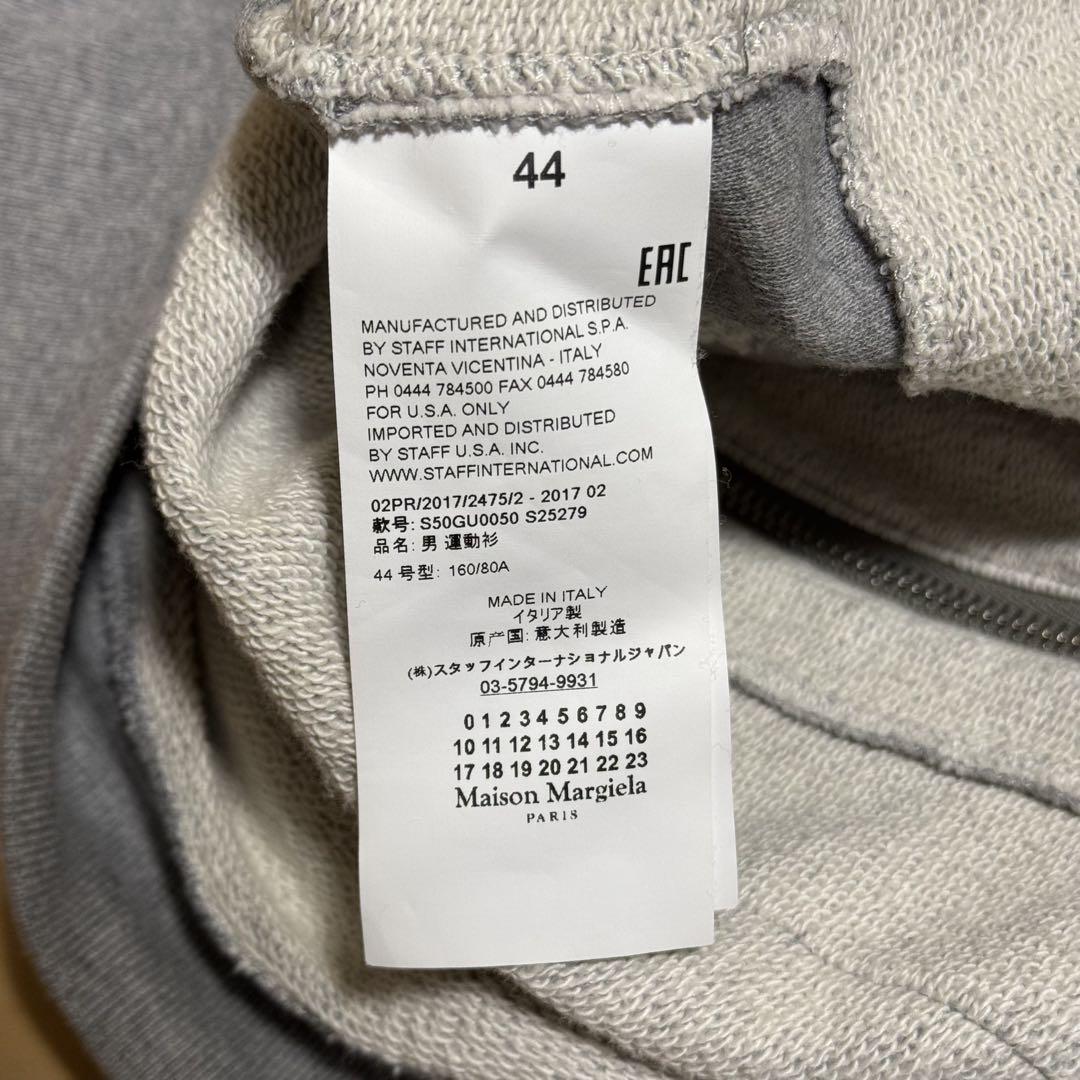 44
EAC
MANUFACTURED AND DISTRIBUTED
BY STAFF INTERNATIONAL S.P.A.
NOVENTA VICENTINA - ITALY
PH 0444 784500 FAX 0444 784580
FOR U.S.A. ONLY
IMPORTED AND DISTRIBUTED
BY STAFF U.S.A. INC.
WWW.STAFFINTERNATIONAL.COM
02PR/2017/2475/2 - 2017 02
款号: S50GU0050 S25279
品名: 男 運動衫
44 号型: 160/80A
MADE IN ITALY
イタリア製
原产国: 意大利製造
(株)スタッフインターナショナルジャパン
03-5794-9931
0 1 2 3 4 5 6 7 8 9
10 11 12 13 14 15 16
17 18 19 20 21 22 23
Maison Margiela
PARIS